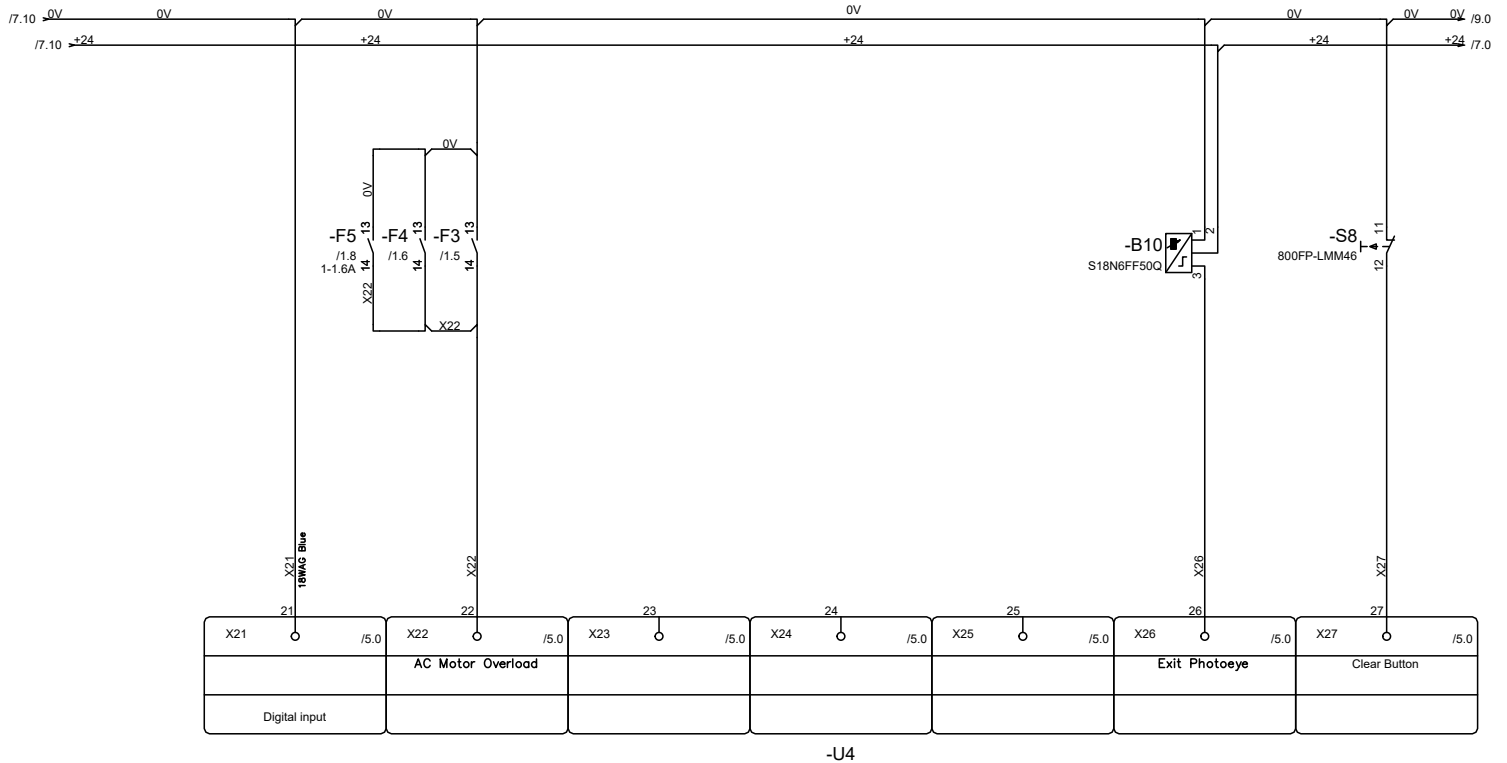 /7.10 0V 0V 0V 0V 0V 0V 0V /9.0
/7.10 +24 +24 +24 +24 +24 /7.0
0V
0V
13 13 13
-F5 -F4 -F3
/1.8 /1.6 /1.5
1-1.6A
14 14 14
X22
X22
1 2
-B10
S18N6FF50Q
3
11
-S8
800FP-LMM46
12
X21 18WAG Blue X22 X26 X27
21 22 23 24 25 26 27
X21 /5.0 X22 /5.0 X23 /5.0 X24 /5.0 X25 /5.0 X26 /5.0 X27 /5.0
AC Motor Overload Exit Photoeye Clear Button
Digital input
-U4